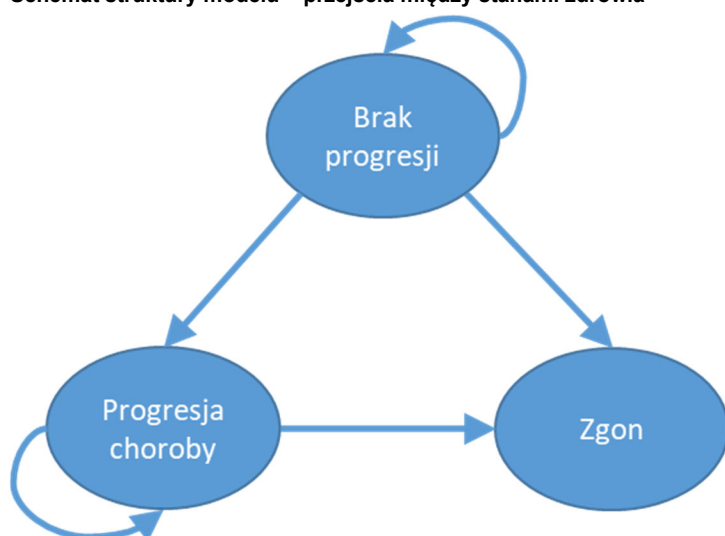 Schemat struktury modelu – przejścia między stanami zdrowia
Brak
progresji
Progresja
choroby
Zgon